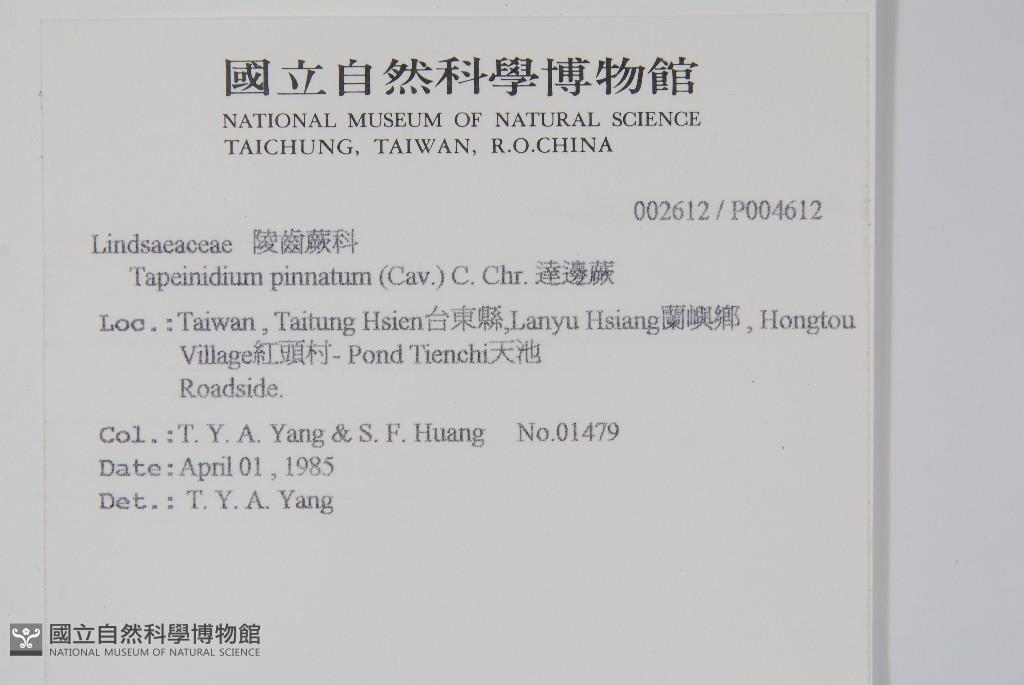 國立自然科學博物館
NATIONAL MUSEUM OF NATURAL SCIENCE
TAICHUNG, TAIWAN, R.O.CHINA
002612 / P004612
Lindsaeaceae 陵齒蕨科
Tapeinidium pinnatum (Cav.) C. Chr. 達邊蕨
Loc.:Taiwan , Taitung Hsien台東縣,Lanyu Hsiang蘭嶼鄉 , Hongtou
Village紅頭村- Pond Tienchi天池
Roadside.
Col.:T. Y. A. Yang & S. F. Huang No.01479
Date:April 01 , 1985
Det.: T. Y. A. Yang
國立自然科學博物館
NATIONAL MUSEUM OF NATURAL SCIENCE